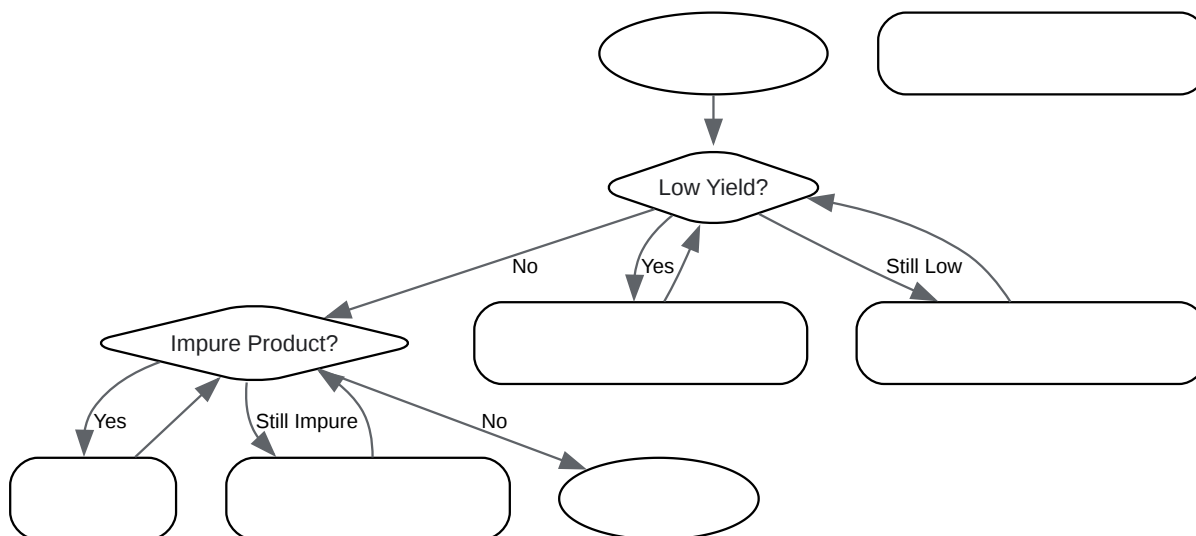 Low Yield?
No
Yes
Still Low
Impure Product?
Yes
Still Impure
No